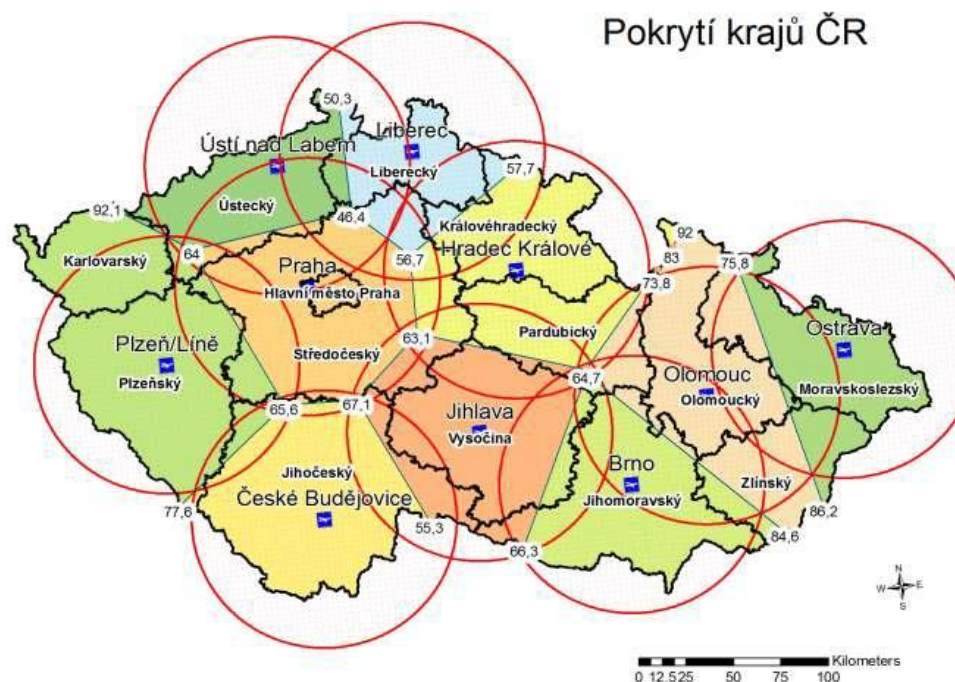 Pokrytí krajů ČR
50,3
Liberec
Ústí nad Labem
57,7
Liberecký
Ústecký
92,1
46,4
Královéhradecký
92
Hradec Králové
64
56,7
83
75,8
Karlovarský
Praha
73,8
Hlavní město Praha
Ostrava
Pardubický
63,1
Plzeň/Líně
Středočeský
64,7
Olomouc
Moravskoslezský
Plzeňský
Olomoucký
65,6
67,1
Jihlava
Vysočina
Brno
Jihočeský
Jihomoravský
Zlínský
České Budějovice
77,6
86,2
55,3
84,6
66,3
N
W
E
S
Kilometers
0 12,525 50 75 100